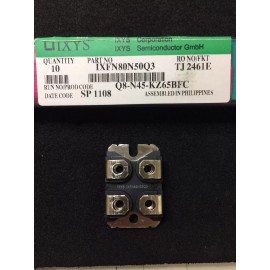 IXYS
IXYS Corporation
IXYS Semiconductor GmbH
QUANTITY PART NO RO NO/FKT
10 IXFN80N50Q3 TJ 2461E
RUN NO/PROD CODE Q8-N45-KZ65BFC
DATE CODE SP 1108 ASSEMBLED IN PHILIPPINES